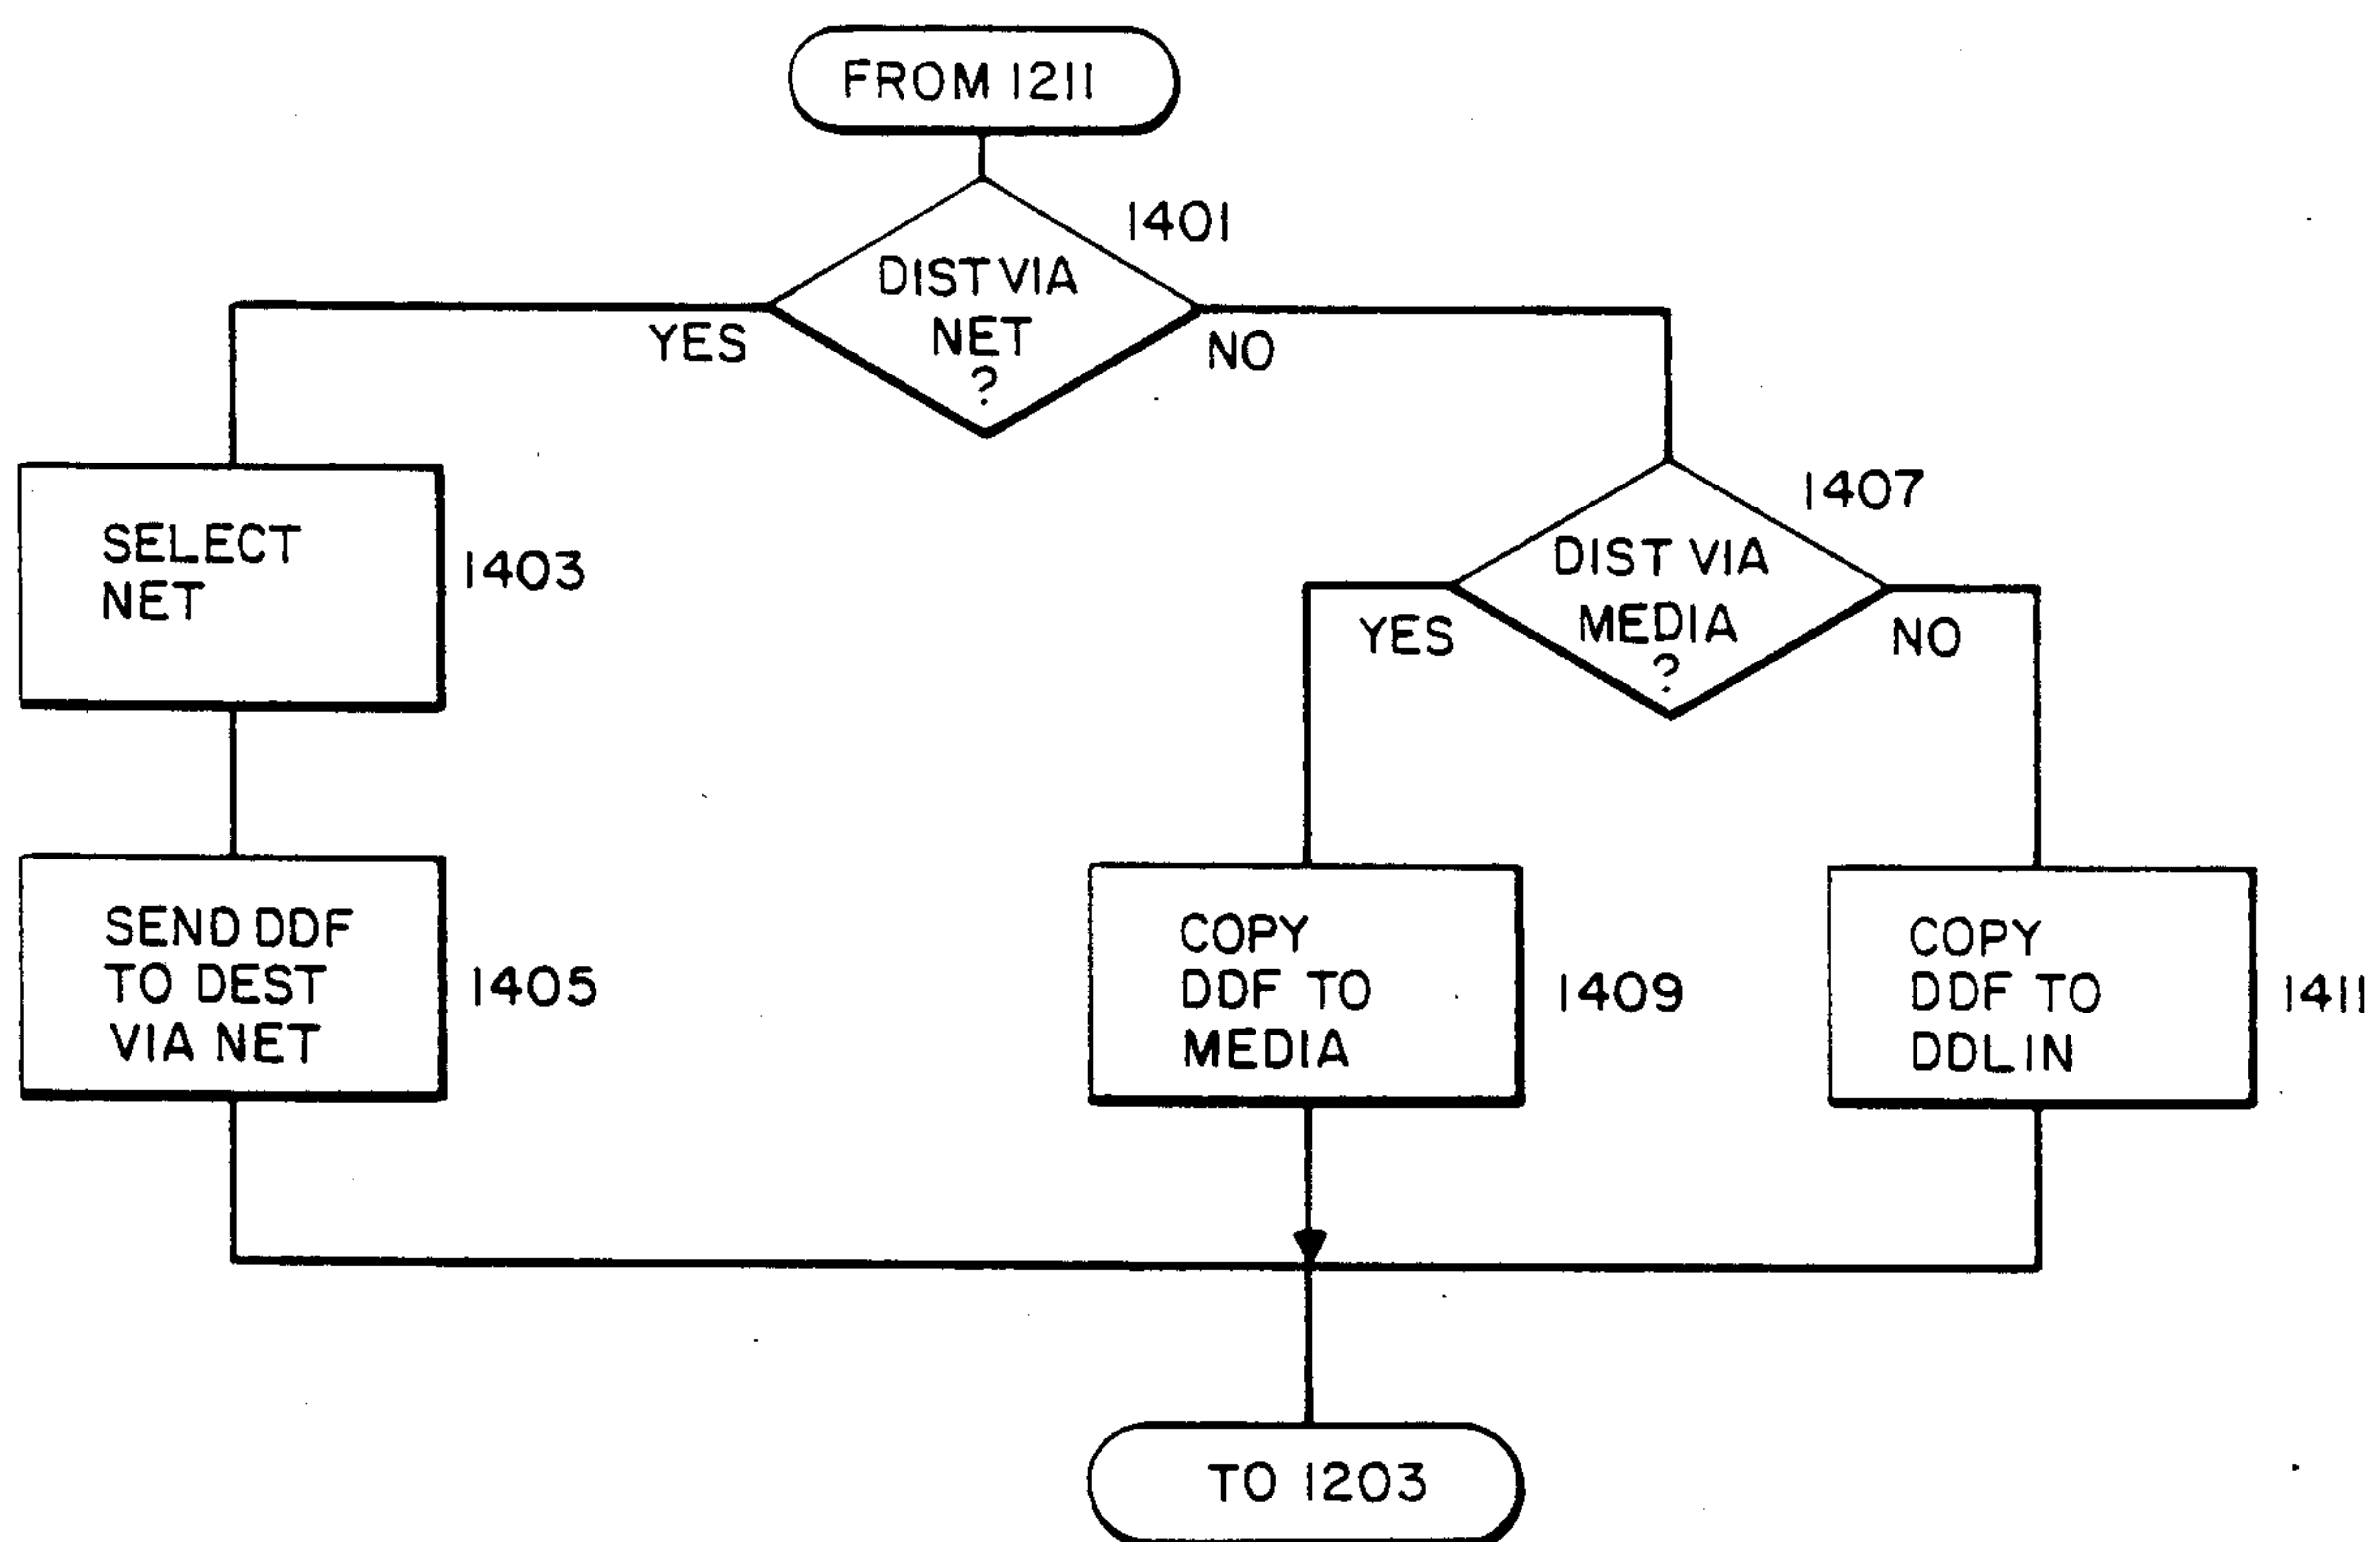 FROM 1211
1401
DIST VIA
NET
?
YES
NO
1407
DIST VIA
MEDIA
?
YES
NO
SELECT
NET
1403
SEND DDF
TO DEST
VIA NET
1405
COPY
DDF TO
MEDIA
1409
COPY
DDF TO
DDLIN
1411
TO 1203